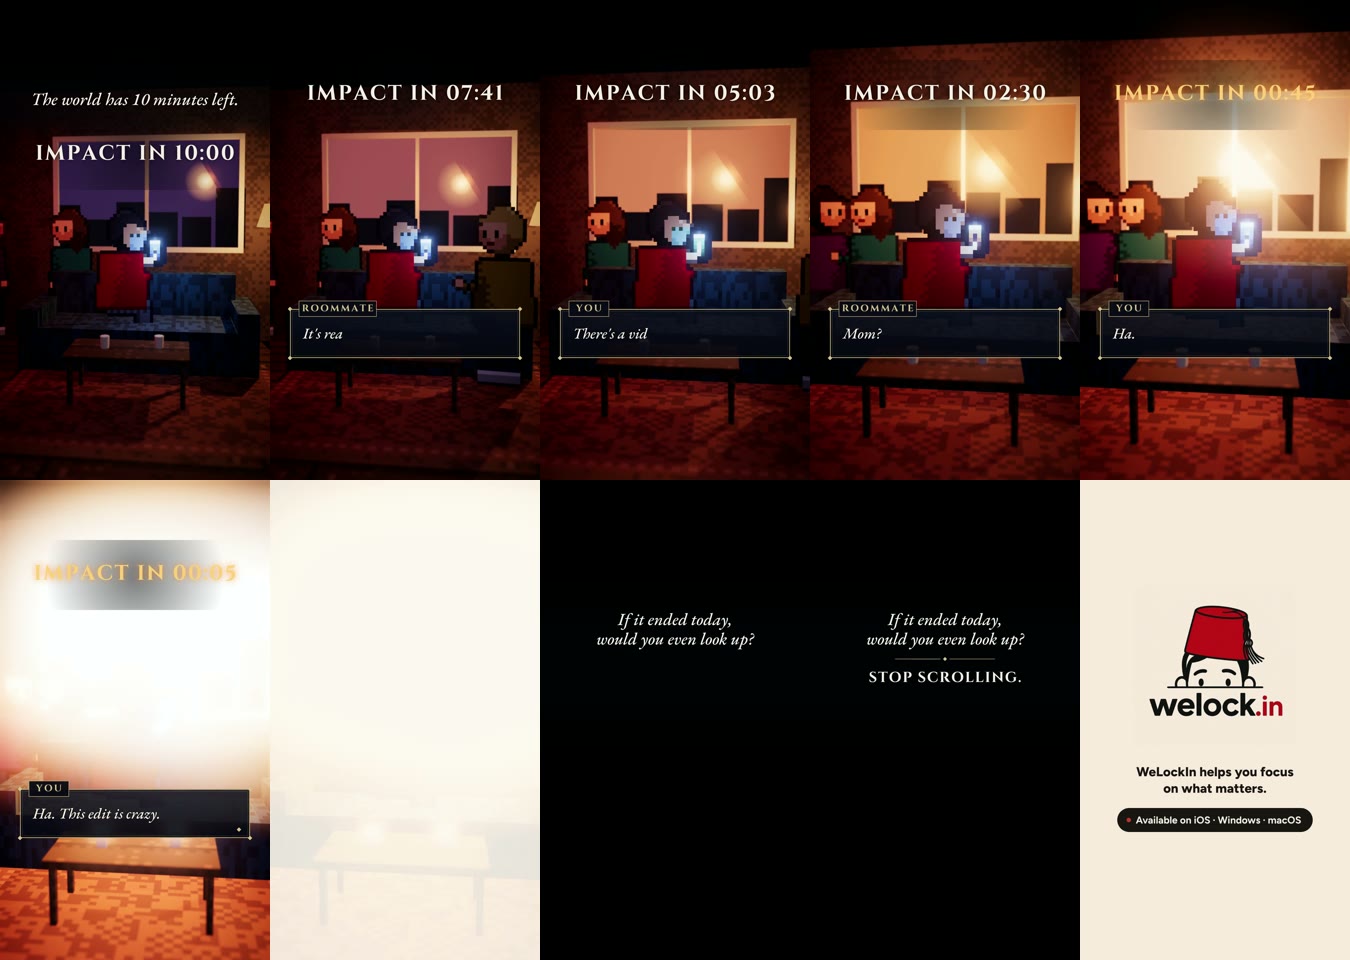 The world has 10 minutes left.
IMPACT IN 10:00
IMPACT IN 07:41
ROOMMATE
It's rea
IMPACT IN 05:03
YOU
There's a vid
IMPACT IN 02:30
ROOMMATE
Mom?
IMPACT IN 00:45
YOU
Ha.
IMPACT IN 00:05
YOU
Ha. This edit is crazy.
If it ended today,
would you even look up?
If it ended today,
would you even look up?
STOP SCROLLING.
welock.in
WeLockIn helps you focus
on what matters.
Available on iOS · Windows · macOS